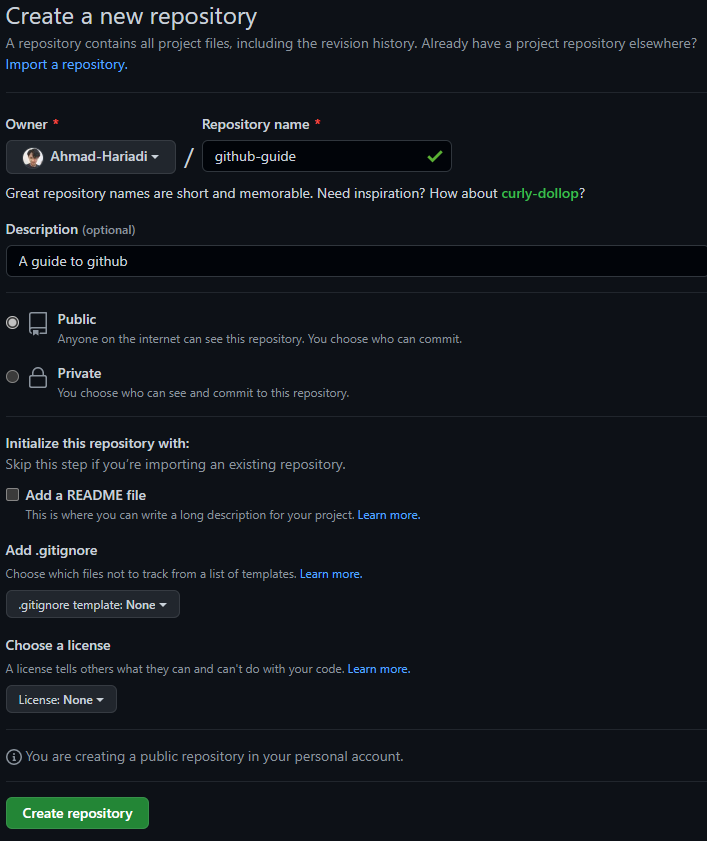 Create a new repository
A repository contains all project files, including the revision history. Already have a project repository elsewhere?
Import a repository.
Owner * Repository name *
Ahmad-Hariadi / github-guide
Great repository names are short and memorable. Need inspiration? How about curly-dollop?
Description (optional)
A guide to github
Public
Anyone on the internet can see this repository. You choose who can commit.
Private
You choose who can see and commit to this repository.
Initialize this repository with:
Skip this step if you're importing an existing repository.
Add a README file
This is where you can write a long description for your project. Learn more.
Add .gitignore
Choose which files not to track from a list of templates. Learn more.
.gitignore template: None
Choose a license
A license tells others what they can and can't do with your code. Learn more.
License: None
You are creating a public repository in your personal account.
Create repository